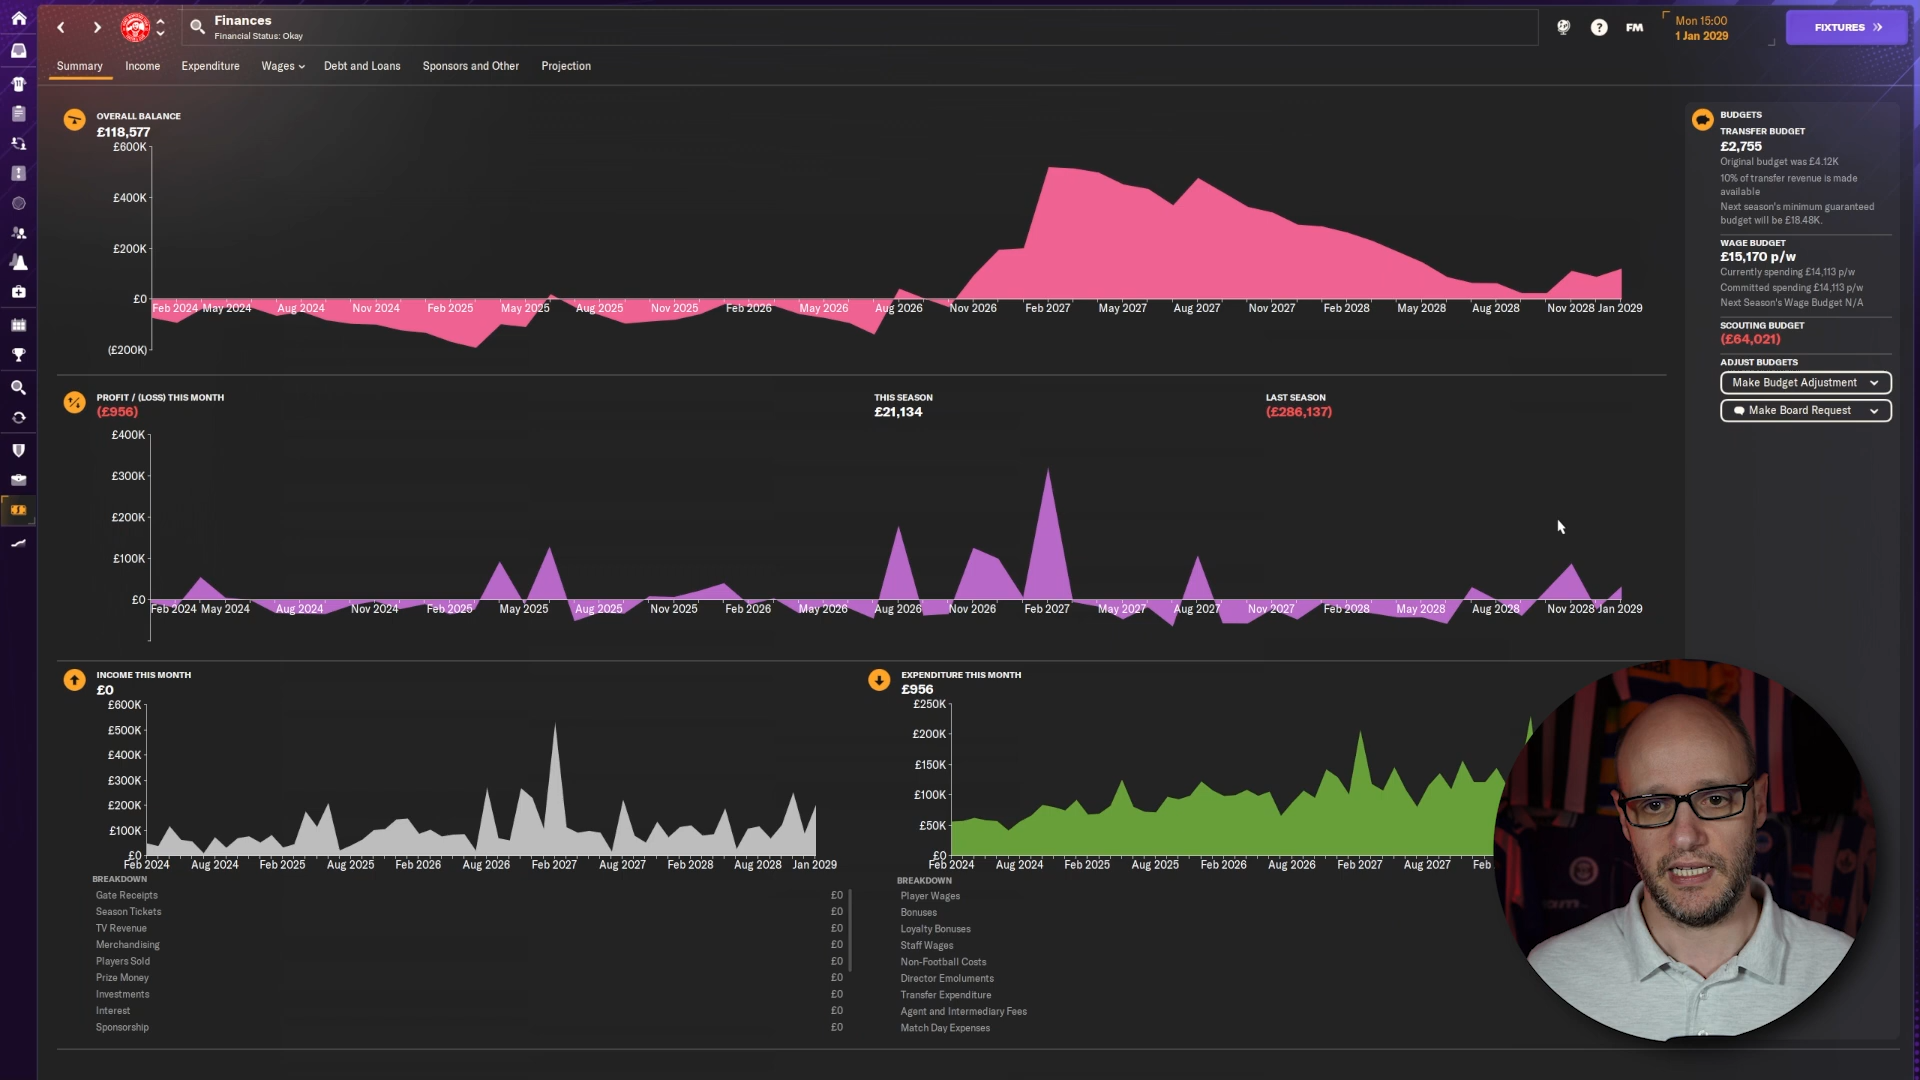 Finances
Financial Status: Okay
?
FM
Mon 15:00
1 Jan 2029
FIXTURES
Summary
Income
Expenditure
Wages
Debt and Loans
Sponsors and Other
Projection
OVERALL BALANCE
£118,577
£600K
£400K
£200K
£0
(£200K)
Feb 2024 May 2024 Aug 2024 Nov 2024 Feb 2025 May 2025 Aug 2025 Nov 2025 Feb 2026 May 2026 Aug 2026 Nov 2026 Feb 2027 May 2027 Aug 2027 Nov 2027 Feb 2028 May 2028 Aug 2028 Nov 2028 Jan 2029
PROFIT / (LOSS) THIS MONTH
(£956)
THIS SEASON
£21,134
LAST SEASON
(£286,137)
£400K
£300K
£200K
£100K
£0
Feb 2024 May 2024 Aug 2024 Nov 2024 Feb 2025 May 2025 Aug 2025 Nov 2025 Feb 2026 May 2026 Aug 2026 Nov 2026 Feb 2027 May 2027 Aug 2027 Nov 2027 Feb 2028 May 2028 Aug 2028 Nov 2028 Jan 2029
INCOME THIS MONTH
£0
£600K
£500K
£400K
£300K
£200K
£100K
£0
Feb 2024 Aug 2024 Feb 2025 Aug 2025 Feb 2026 Aug 2026 Feb 2027 Aug 2027 Feb 2028 Aug 2028 Jan 2029
BREAKDOWN
Gate Receipts £0
Season Tickets £0
TV Revenue £0
Merchandising £0
Players Sold £0
Prize Money £0
Investments £0
Interest £0
Sponsorship £0
EXPENDITURE THIS MONTH
£956
£250K
£200K
£150K
£100K
£50K
£0
Feb 2024 Aug 2024 Feb 2025 Aug 2025 Feb 2026 Aug 2026 Feb 2027 Aug 2027 Feb
BREAKDOWN
Player Wages
Bonuses
Loyalty Bonuses
Staff Wages
Non-Football Costs
Director Emoluments
Transfer Expenditure
Agent and Intermediary Fees
Match Day Expenses
BUDGETS
TRANSFER BUDGET
£2,755
Original budget was £4.12K
10% of transfer revenue is made
available
Next season's minimum guaranteed
budget will be £18.48K.
WAGE BUDGET
£15,170 p/w
Currently spending £14,113 p/w
Committed spending £14,113 p/w
Next Season's Wage Budget N/A
SCOUTING BUDGET
(£64,021)
ADJUST BUDGETS
Make Budget Adjustment
Make Board Request